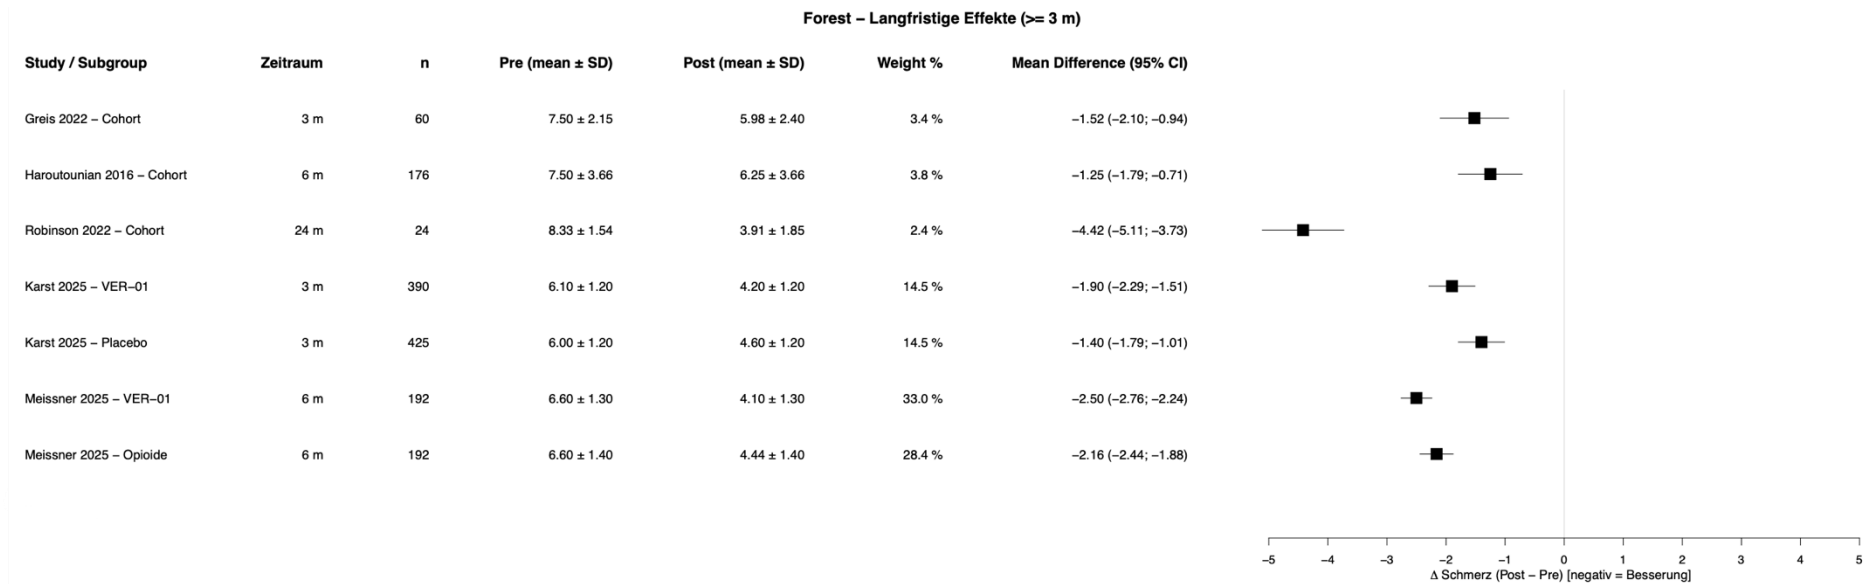 Forest – Langfristige Effekte (>= 3 m)
Study / Subgroup Zeitraum n Pre (mean ± SD) Post (mean ± SD) Weight % Mean Difference (95% CI)
Greis 2022 – Cohort 3 m 60 7.50 ± 2.15 5.98 ± 2.40 3.4 % −1.52 (−2.10; −0.94)
Haroutounian 2016 – Cohort 6 m 176 7.50 ± 3.66 6.25 ± 3.66 3.8 % −1.25 (−1.79; −0.71)
Robinson 2022 – Cohort 24 m 24 8.33 ± 1.54 3.91 ± 1.85 2.4 % −4.42 (−5.11; −3.73)
Karst 2025 – VER−01 3 m 390 6.10 ± 1.20 4.20 ± 1.20 14.5 % −1.90 (−2.29; −1.51)
Karst 2025 – Placebo 3 m 425 6.00 ± 1.20 4.60 ± 1.20 14.5 % −1.40 (−1.79; −1.01)
Meissner 2025 – VER−01 6 m 192 6.60 ± 1.30 4.10 ± 1.30 33.0 % −2.50 (−2.76; −2.24)
Meissner 2025 – Opioide 6 m 192 6.60 ± 1.40 4.44 ± 1.40 28.4 % −2.16 (−2.44; −1.88)
−5 −4 −3 −2 −1 0 1 2 3 4 5
Δ Schmerz (Post − Pre) [negativ = Besserung]